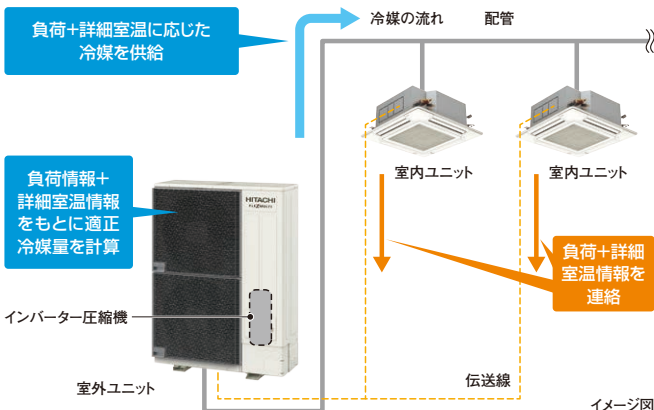 負荷+詳細室温に応じた
冷媒を供給
冷媒の流れ
配管
室内ユニット
室内ユニット
負荷情報+
詳細室温情報
をもとに適正
冷媒量を計算
HITACHI
負荷+詳細
室温情報を
連絡
インバーター圧縮機
伝送線
室外ユニット
イメージ図